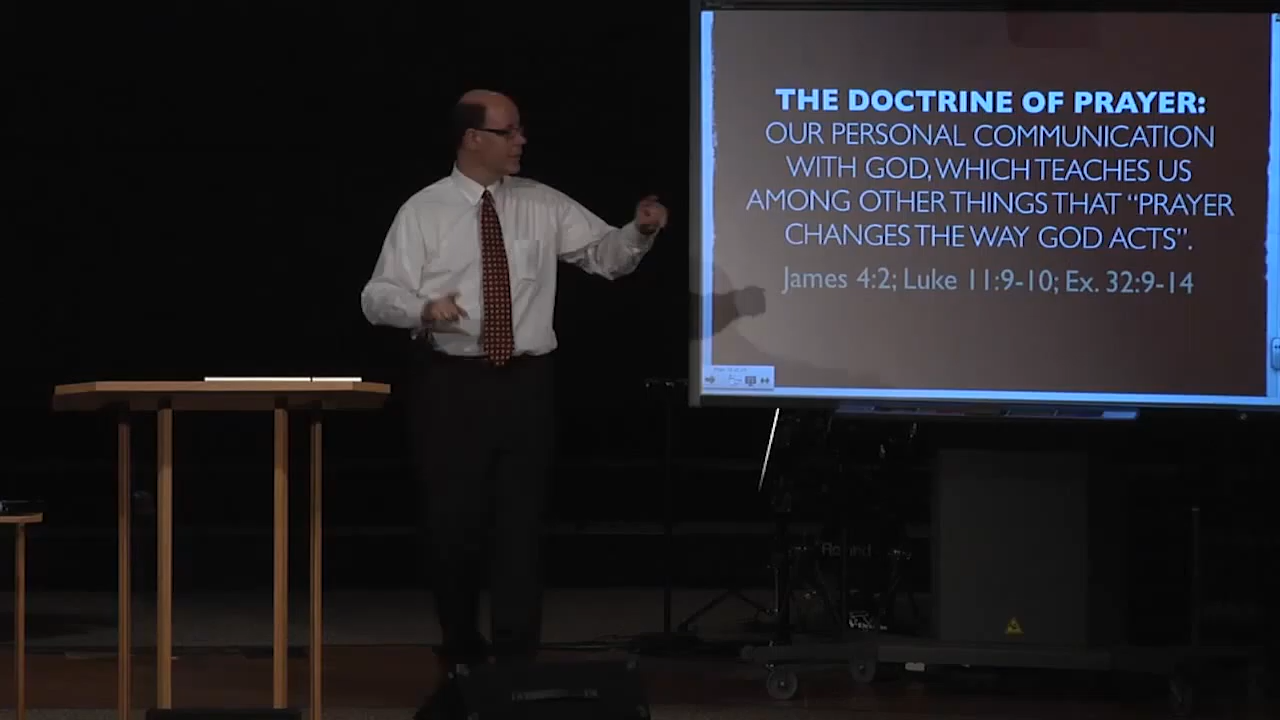 THE DOCTRINE OF PRAYER:
OUR PERSONAL COMMUNICATION
WITH GOD, WHICH TEACHES US
AMONG OTHER THINGS THAT “PRAYER
CHANGES THE WAY GOD ACTS”.
James 4:2; Luke 11:9-10; Ex. 32:9-14
Roland